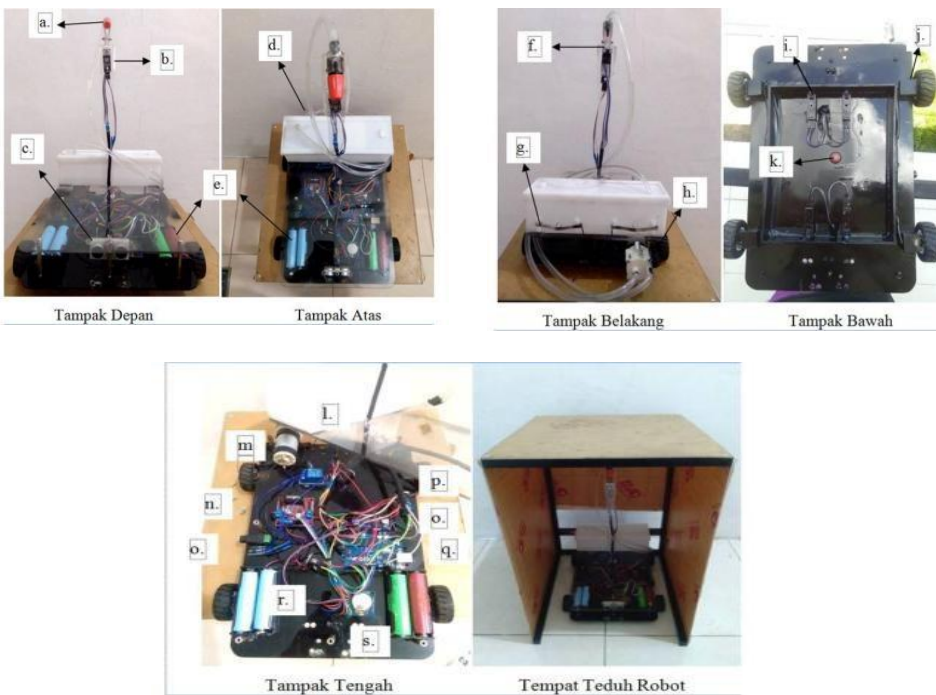 a.
b.
c.
d.
e.
f.
g.
h.
i.
j.
k.
Tampak Depan
Tampak Atas
Tampak Belakang
Tampak Bawah
l.
m
n.
o.
p.
o.
q.
r.
s.
Tampak Tengah
Tempat Teduh Robot